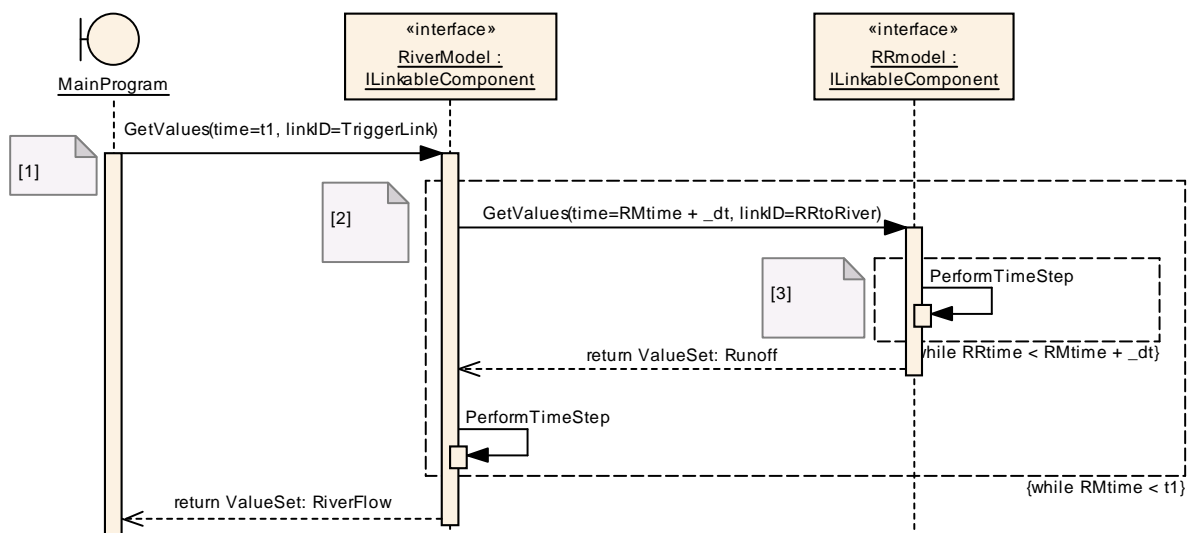 «interface»
«interface»
RiverModel :
ILinkableComponent
RRmodel :
ILinkableComponent
MainProgram
GetValues(time=t1, linkID=TriggerLink)
[1]
[2]
GetValues(time=RMtime + _dt, linkID=RRtoRiver)
[3]
PerformTimeStep
while RRtime < RMtime + _dt}
return ValueSet: Runoff
PerformTimeStep
{while RMtime < t1}
return ValueSet: RiverFlow